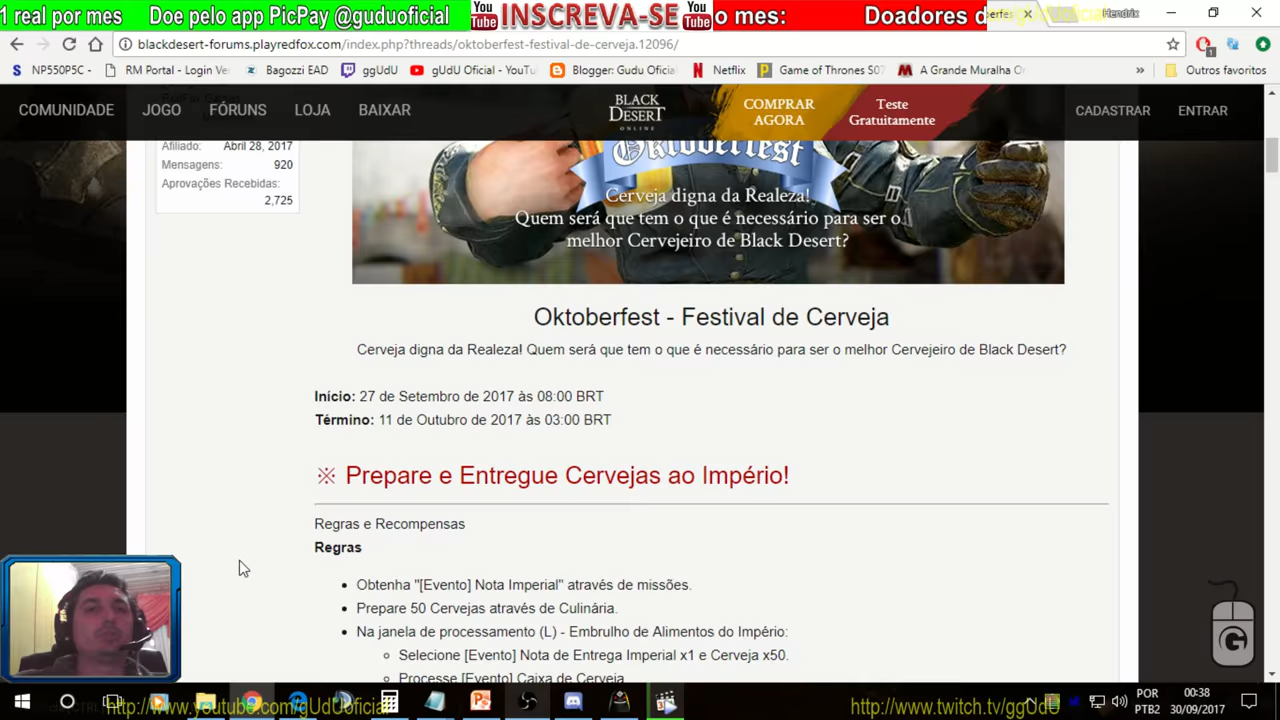 1 real por mes Doe pelo app PicPay @guduoficial You Tube INSCREVA-SE You Tube o mes: Doadores d
Hendrix
blackdesert-forums.playredfox.com/index.php?threads/oktoberfest-festival-de-cerveja.12096/
NP550P5C - RM Portal - Login Ve Bagozzi EAD ggUdU gUdU Oficial - YouTu Blogger: Gudu Oficia Netflix Game of Thrones S07 A Grande Muralha Or » Outros favoritos
COMUNIDADE JOGO FÓRUNS LOJA BAIXAR BLACK DESERT ONLINE COMPRAR AGORA Teste Gratuitamente CADASTRAR ENTRAR
Afiliado: Abril 28, 2017
Mensagens: 920
Aprovações Recebidas:
2,725
Oktoberfest
Cerveja digna da Realeza!
Quem será que tem o que é necessário para ser o
melhor Cervejeiro de Black Desert?
Oktoberfest - Festival de Cerveja
Cerveja digna da Realeza! Quem será que tem o que é necessário para ser o melhor Cervejeiro de Black Desert?
Início: 27 de Setembro de 2017 às 08:00 BRT
Término: 11 de Outubro de 2017 às 03:00 BRT
※ Prepare e Entregue Cervejas ao Império!
Regras e Recompensas
Regras
Obtenha "[Evento] Nota Imperial" através de missões.
Prepare 50 Cervejas através de Culinária.
Na janela de processamento (L) - Embrulho de Alimentos do Império:
Selecione [Evento] Nota de Entrega Imperial x1 e Cerveja x50.
Processe [Evento] Caixa de Cerveja
G
http://www.youtube.com/gUdUoficial http://www.twitch.tv/ggUdU
POR
PTB2
00:38
30/09/2017